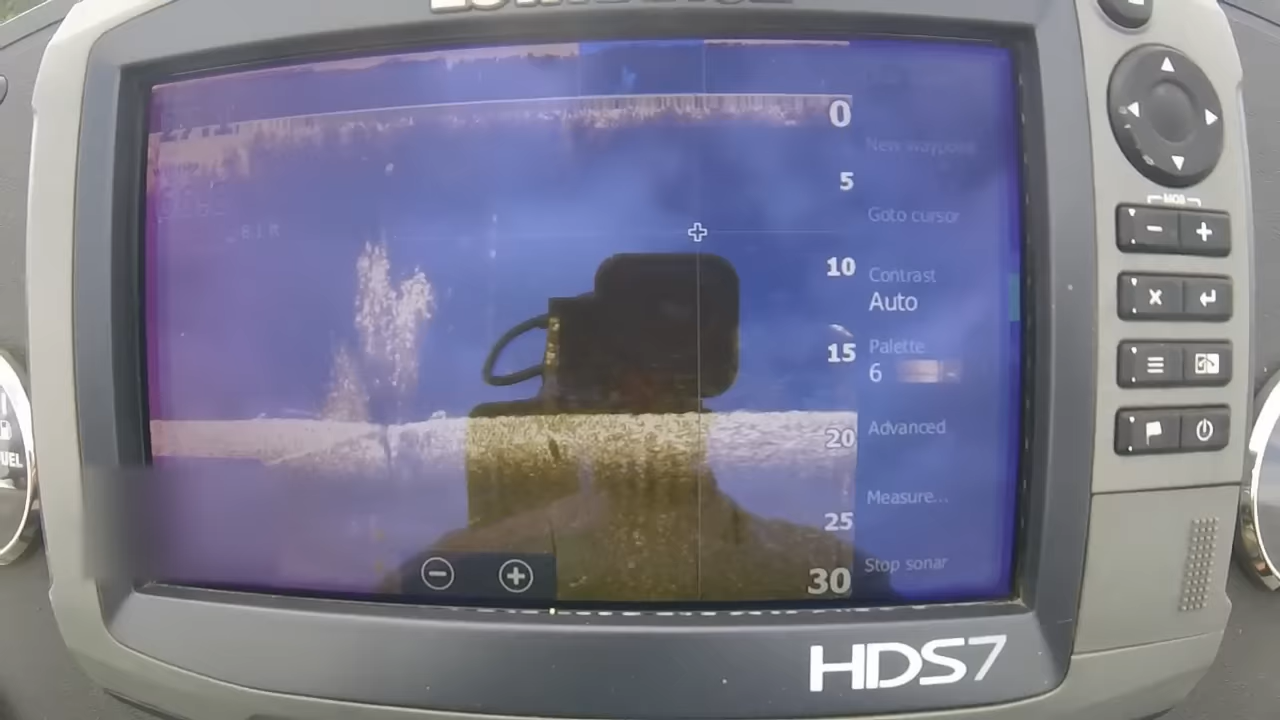 0
5
New waypoint
Goto cursor
10
Contrast
Auto
15
Palette
6
20
Advanced
25
Measure...
30
Stop sonar
MOB
HDS7